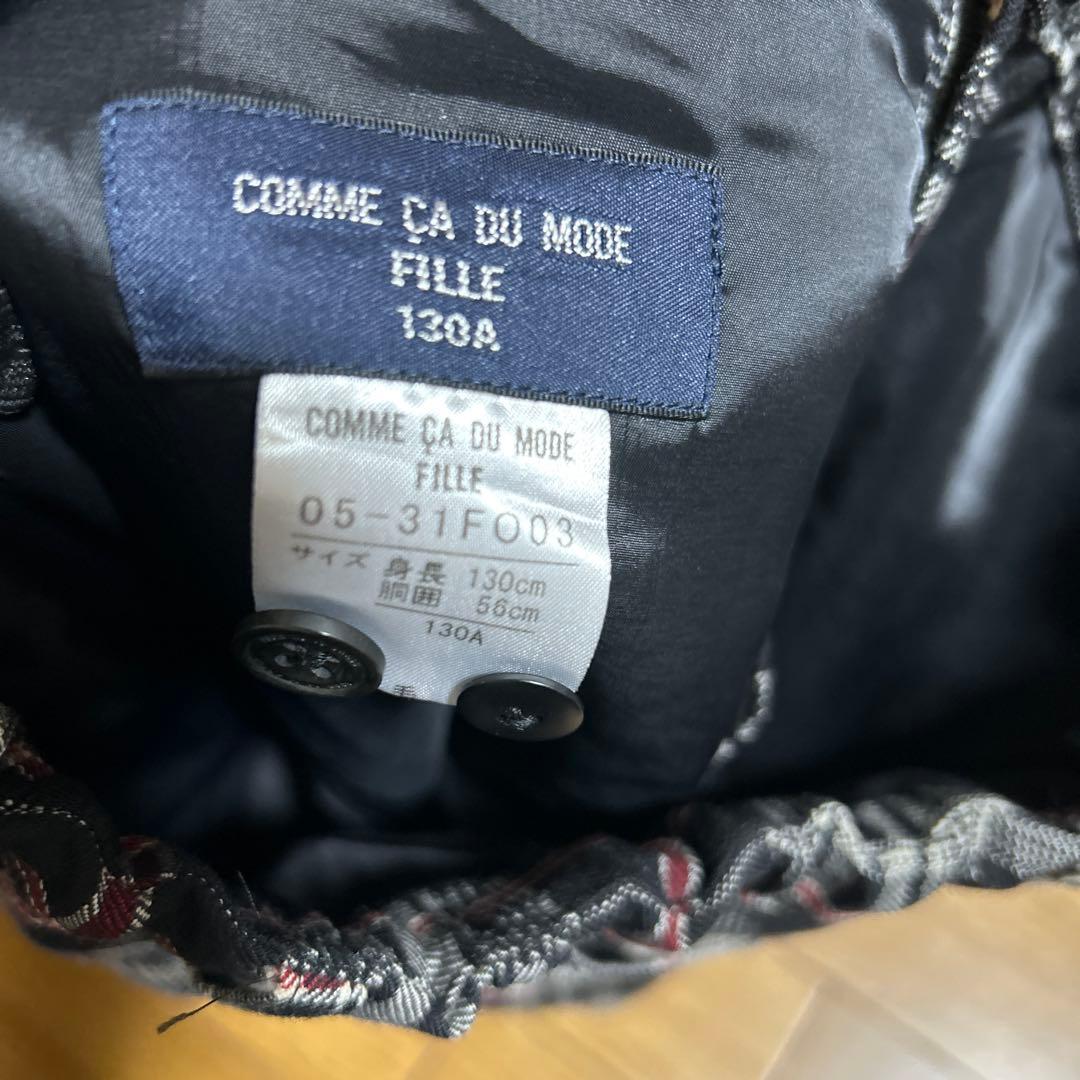 COMME ÇA DU MODE
FILLE
130A
COMME ÇA DU MODE
FILLE
05-31FO03
サイズ 身長 130cm
胴囲 56cm
130A